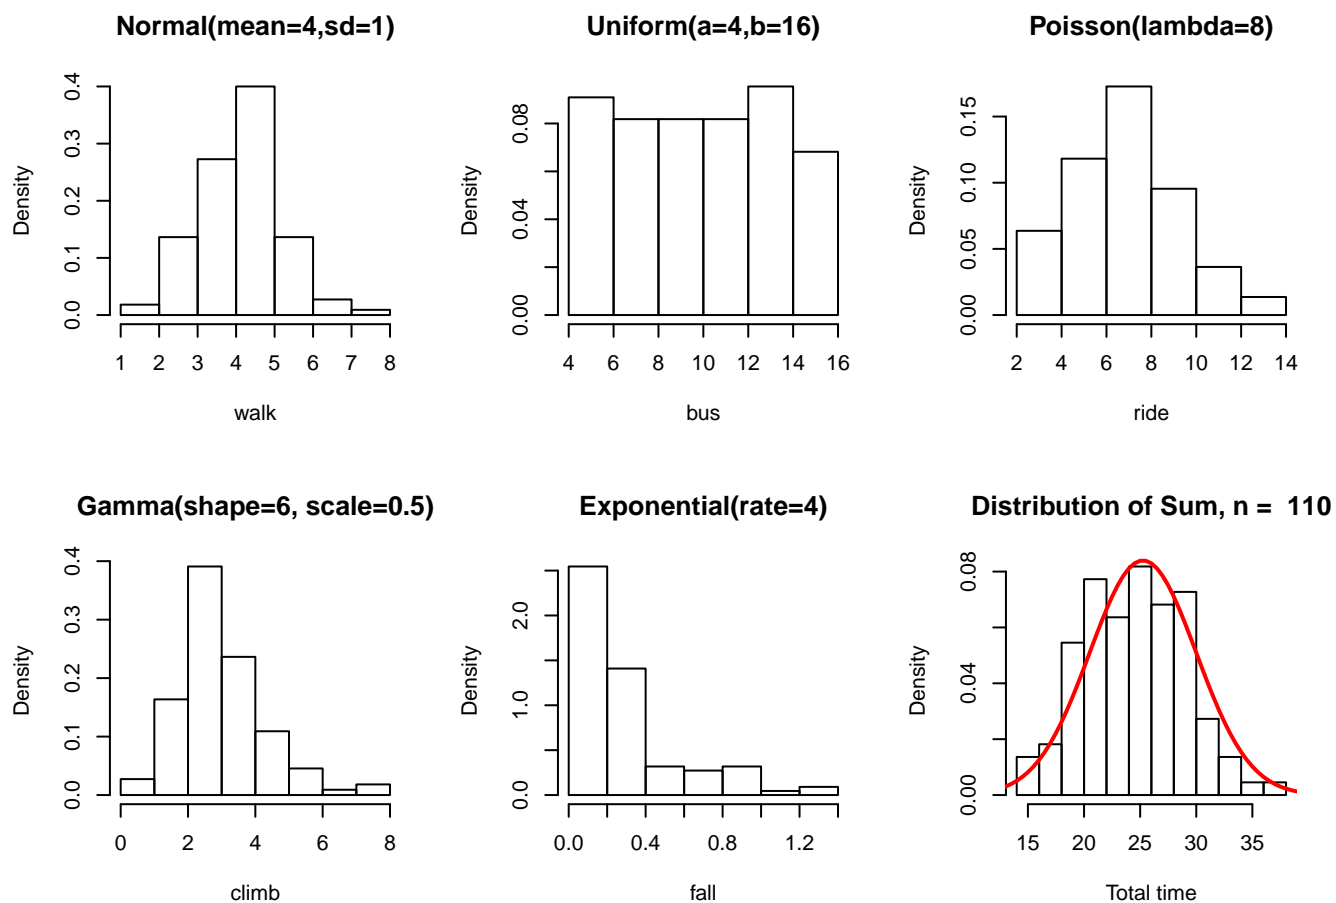 Normal(mean=4,sd=1)
Density
0.0 0.1 0.2 0.3 0.4
1 2 3 4 5 6 7 8
walk
Uniform(a=4,b=16)
Density
0.00 0.04 0.08
4 6 8 10 12 14 16
bus
Poisson(lambda=8)
Density
0.00 0.05 0.10 0.15
2 4 6 8 10 12 14
ride
Gamma(shape=6, scale=0.5)
Density
0.0 0.1 0.2 0.3 0.4
0 2 4 6 8
climb
Exponential(rate=4)
Density
0.0 1.0 2.0
0.0 0.4 0.8 1.2
fall
Distribution of Sum, n =  110
Density
0.00 0.04 0.08
15 20 25 30 35
Total time